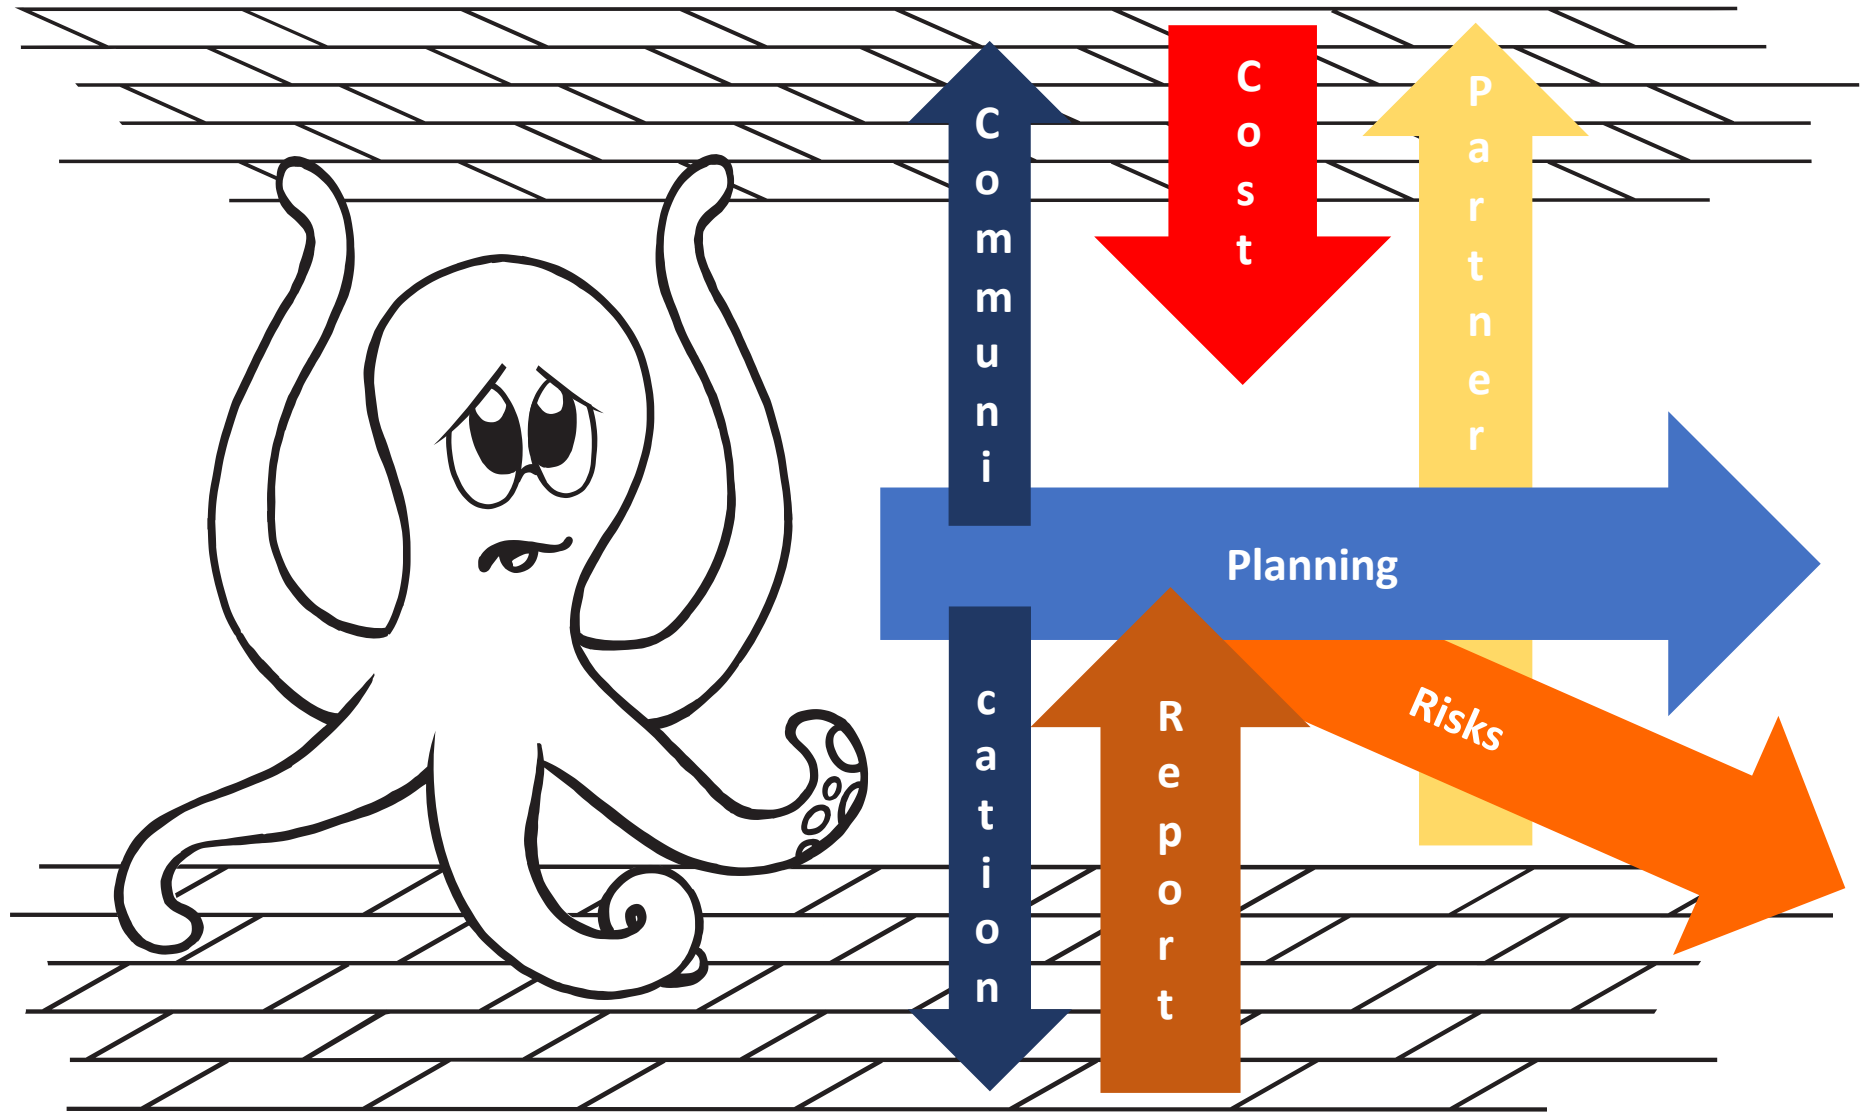 Communi
Cost
Partner
Planning
cation
Report
Risks